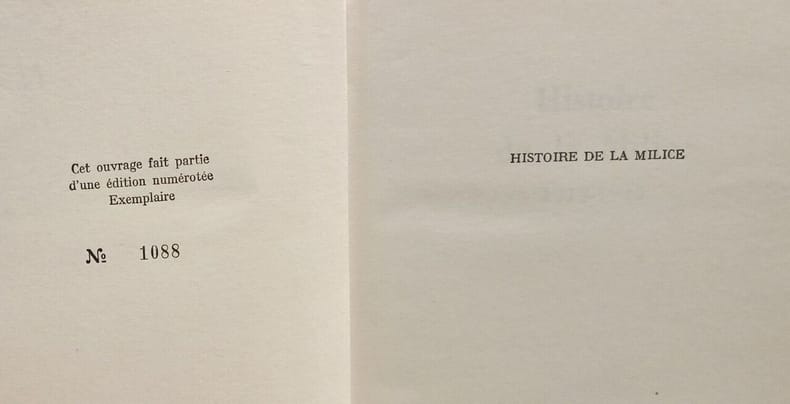 Cet ouvrage fait partie
d'une édition numérotée
Exemplaire
№ 1088
HISTOIRE DE LA MILICE